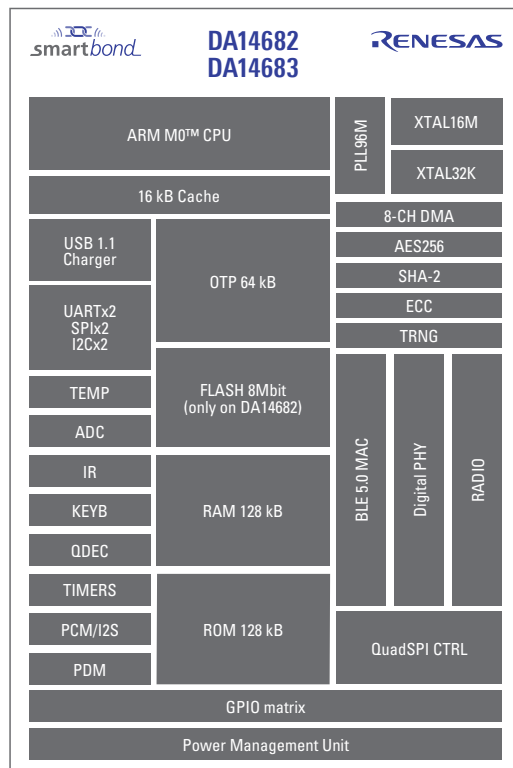 smartbond
DA14682
DA14683
RENESAS
ARM M0™ CPU
PLL96M
XTAL16M
XTAL32K
16 kB Cache
8-CH DMA
USB 1.1
Charger
OTP 64 kB
AES256
SHA-2
UARTx2
SPIx2
I2Cx2
ECC
TRNG
TEMP
FLASH 8Mbit
(only on DA14682)
ADC
BLE 5.0 MAC
Digital PHY
RADIO
IR
RAM 128 kB
KEYB
QDEC
TIMERS
PCM/I2S
ROM 128 kB
QuadSPI CTRL
PDM
GPIO matrix
Power Management Unit